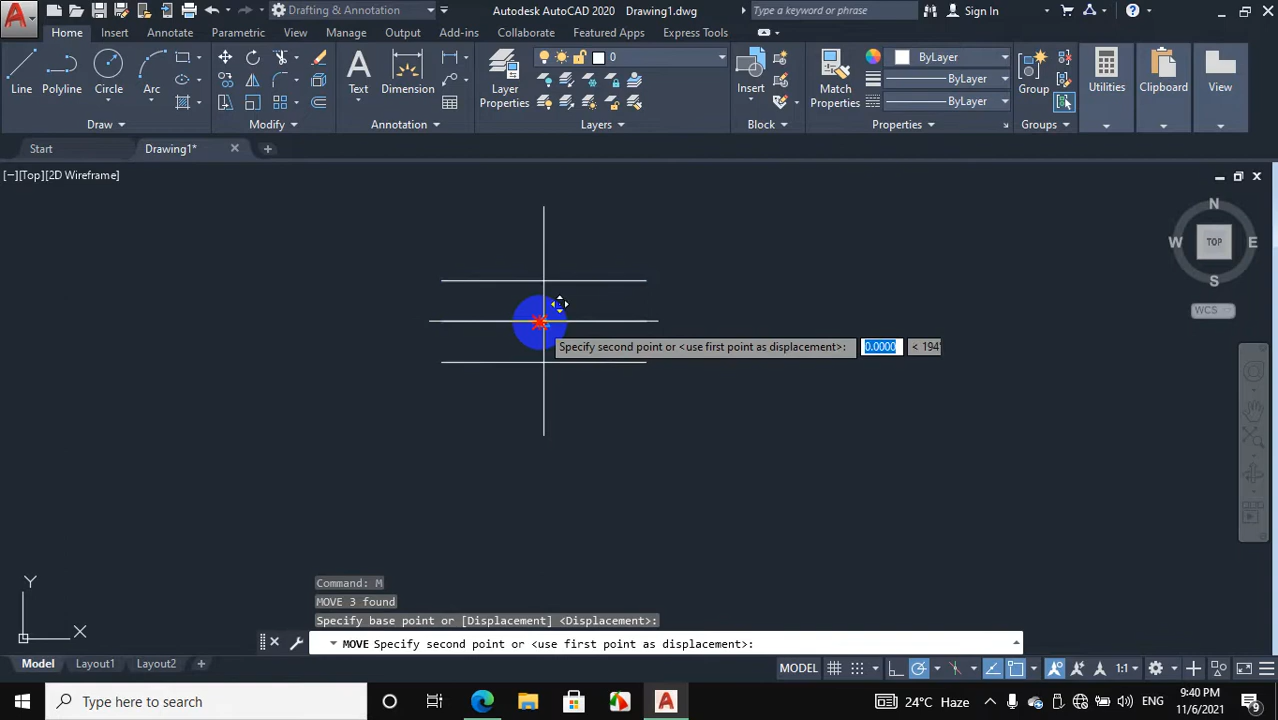 Drafting & Annotation
Autodesk AutoCAD 2020 Drawing1.dwg
Type a keyword or phrase
Sign In
Home Insert Annotate Parametric View Manage Output Add-ins Collaborate Featured Apps Express Tools
Line Polyline Circle Arc
Text Dimension
Layer Properties
0
Insert
Match Properties
ByLayer
ByLayer
ByLayer
Group
Utilities
Clipboard
View
Draw Modify Annotation Layers Block Properties Groups
Start Drawing1*
[−][Top][2D Wireframe]
N
W TOP E
S
WCS
Specify second point or <use first point as displacement>: 0.0000 < 194°
Y
X
Command: M
MOVE 3 found
Specify base point or [Displacement] <Displacement>:
MOVE Specify second point or <use first point as displacement>:
Model Layout1 Layout2
MODEL
1:1
Type here to search
24°C Haze
ENG
9:40 PM
11/6/2021
9